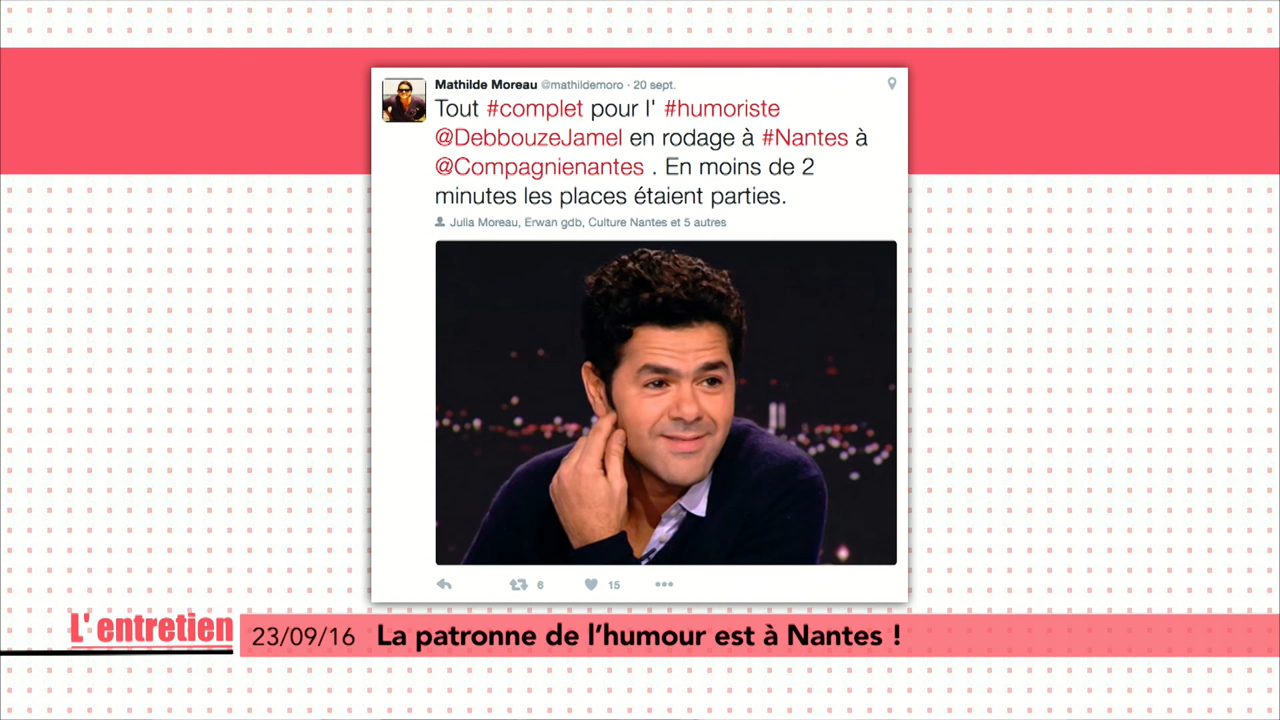 Mathilde Moreau @mathildemoro · 20 sept.
Tout #complet pour l' #humoriste
@DebbouzeJamel en rodage à #Nantes à
@Compagnienantes . En moins de 2
minutes les places étaient parties.
Julia Moreau, Erwan gdb, Culture Nantes et 5 autres
6 15
L'entretien 23/09/16 La patronne de l'humour est à Nantes !